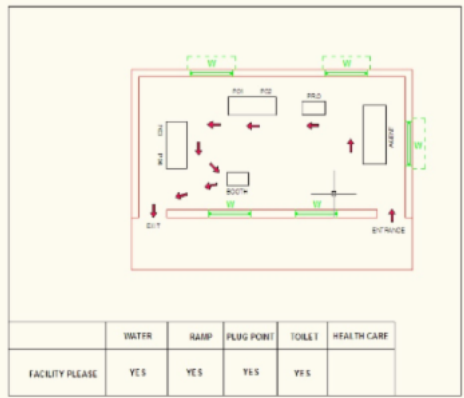 W W
PO1 PO2 PRO
W
BOOTH
W W
EXIT ENTRANCE
WATER RAMP PLUG POINT TOILET HEALTH CARE
FACILITY PLEASE YES YES YES YES